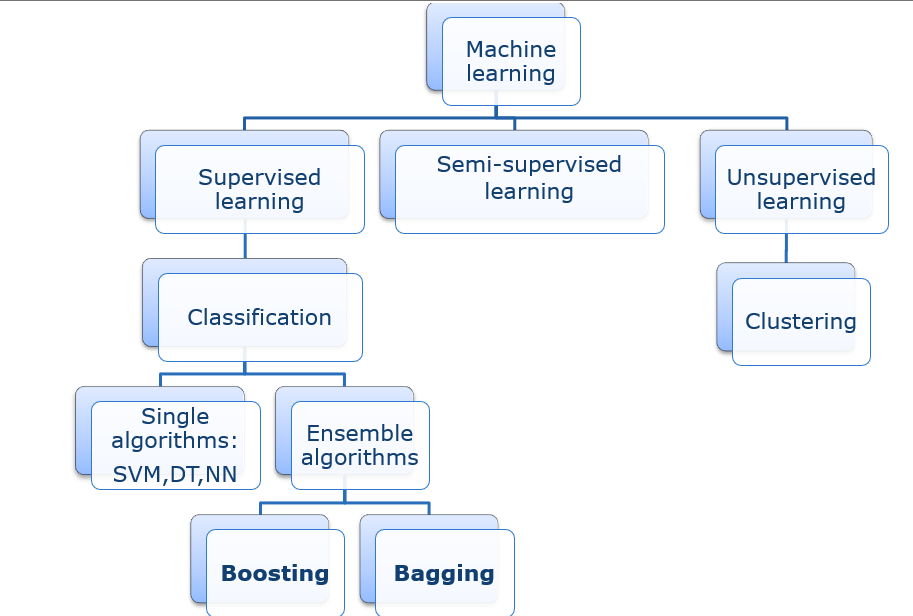 Machine
learning
Supervised
learning
Semi-supervised
learning
Unsupervised
learning
Classification
Clustering
Single
algorithms:
SVM,DT,NN
Ensemble
algorithms
Boosting
Bagging